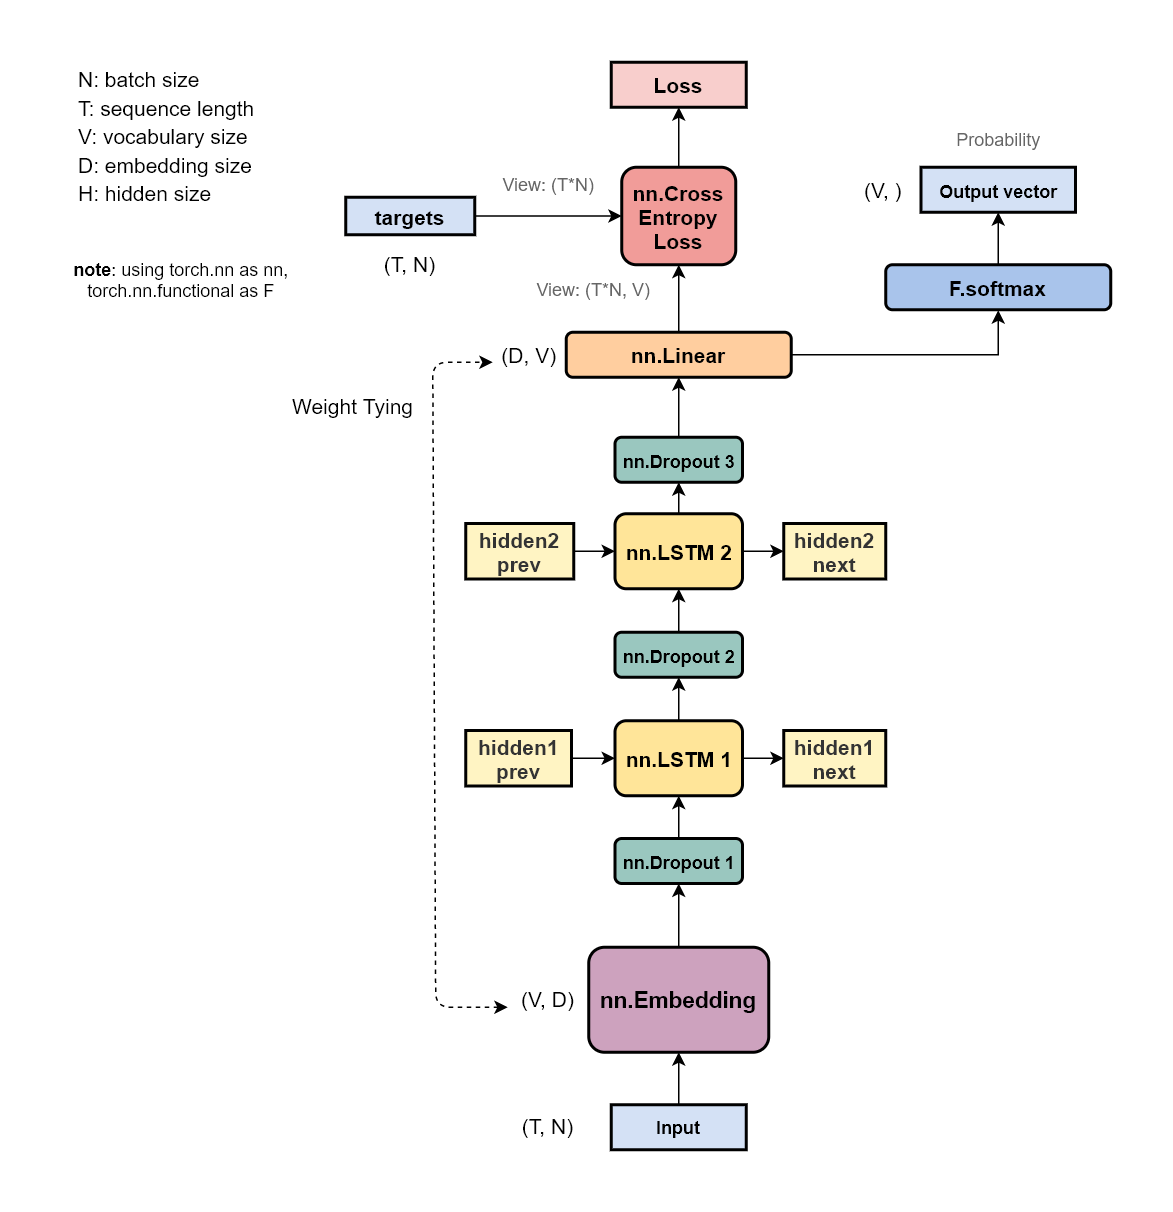 N: batch size
T: sequence length
V: vocabulary size
D: embedding size
H: hidden size
note: using torch.nn as nn,
torch.nn.functional as F
Loss
Probability
(V, )
Output vector
View: (T*N)
nn.Cross
Entropy
Loss
targets
(T, N)
View: (T*N, V)
F.softmax
(D, V)
nn.Linear
Weight Tying
nn.Dropout 3
hidden2
prev
nn.LSTM 2
hidden2
next
nn.Dropout 2
hidden1
prev
nn.LSTM 1
hidden1
next
nn.Dropout 1
(V, D)
nn.Embedding
(T, N)
Input